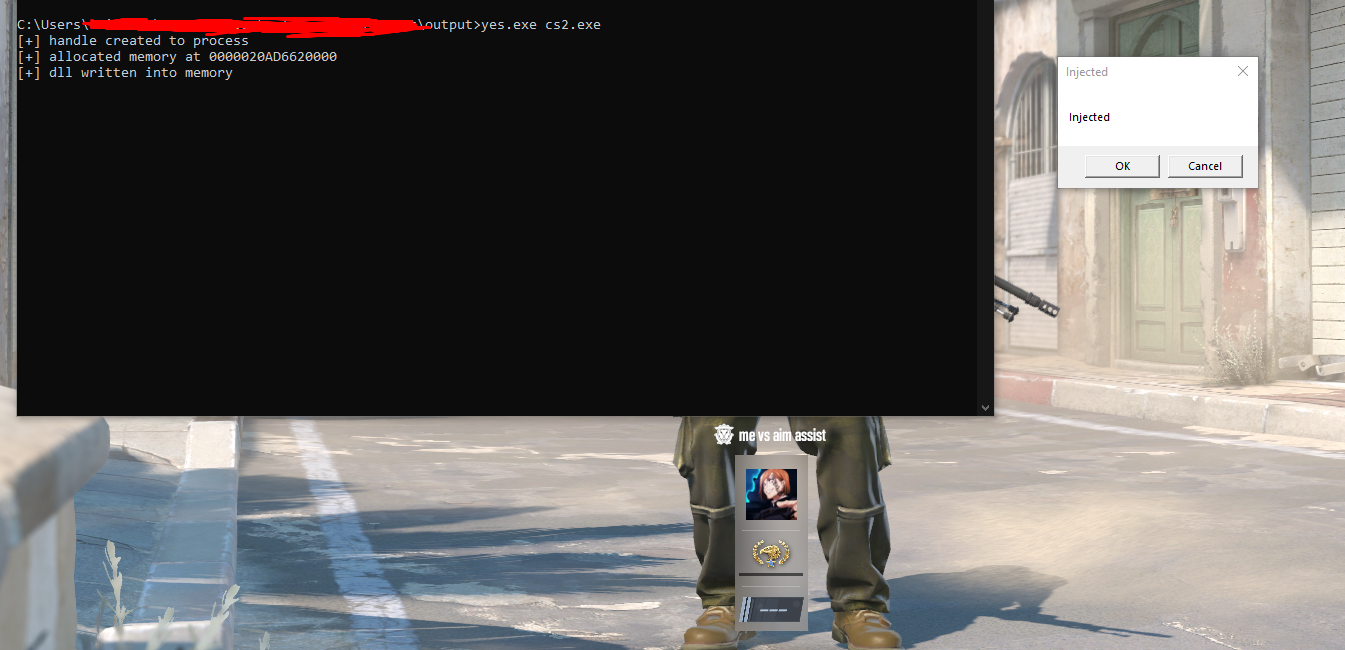 C:\Users\ \output>yes.exe cs2.exe
[+] handle created to process
[+] allocated memory at 0000020AD6620000
[+] dll written into memory
Injected
Injected
OK Cancel
me vs aim assist